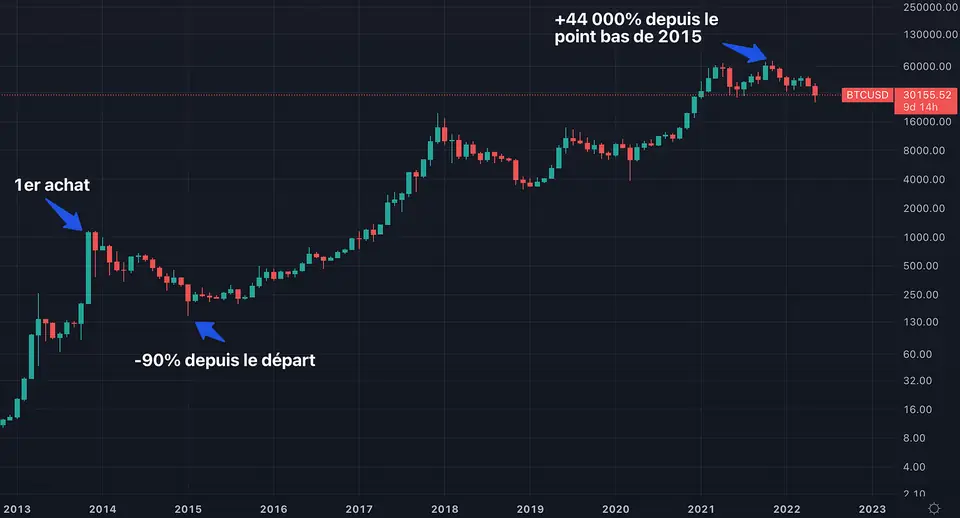 +44 000% depuis le
point bas de 2015
1er achat
-90% depuis le départ
BTCUSD
30155.52
9d 14h
250000.00
130000.00
60000.00
16000.00
8000.00
4000.00
2000.00
1000.00
500.00
250.00
130.00
60.00
32.00
16.00
8.00
4.00
2.10
2013 2014 2015 2016 2017 2018 2019 2020 2021 2022 2023